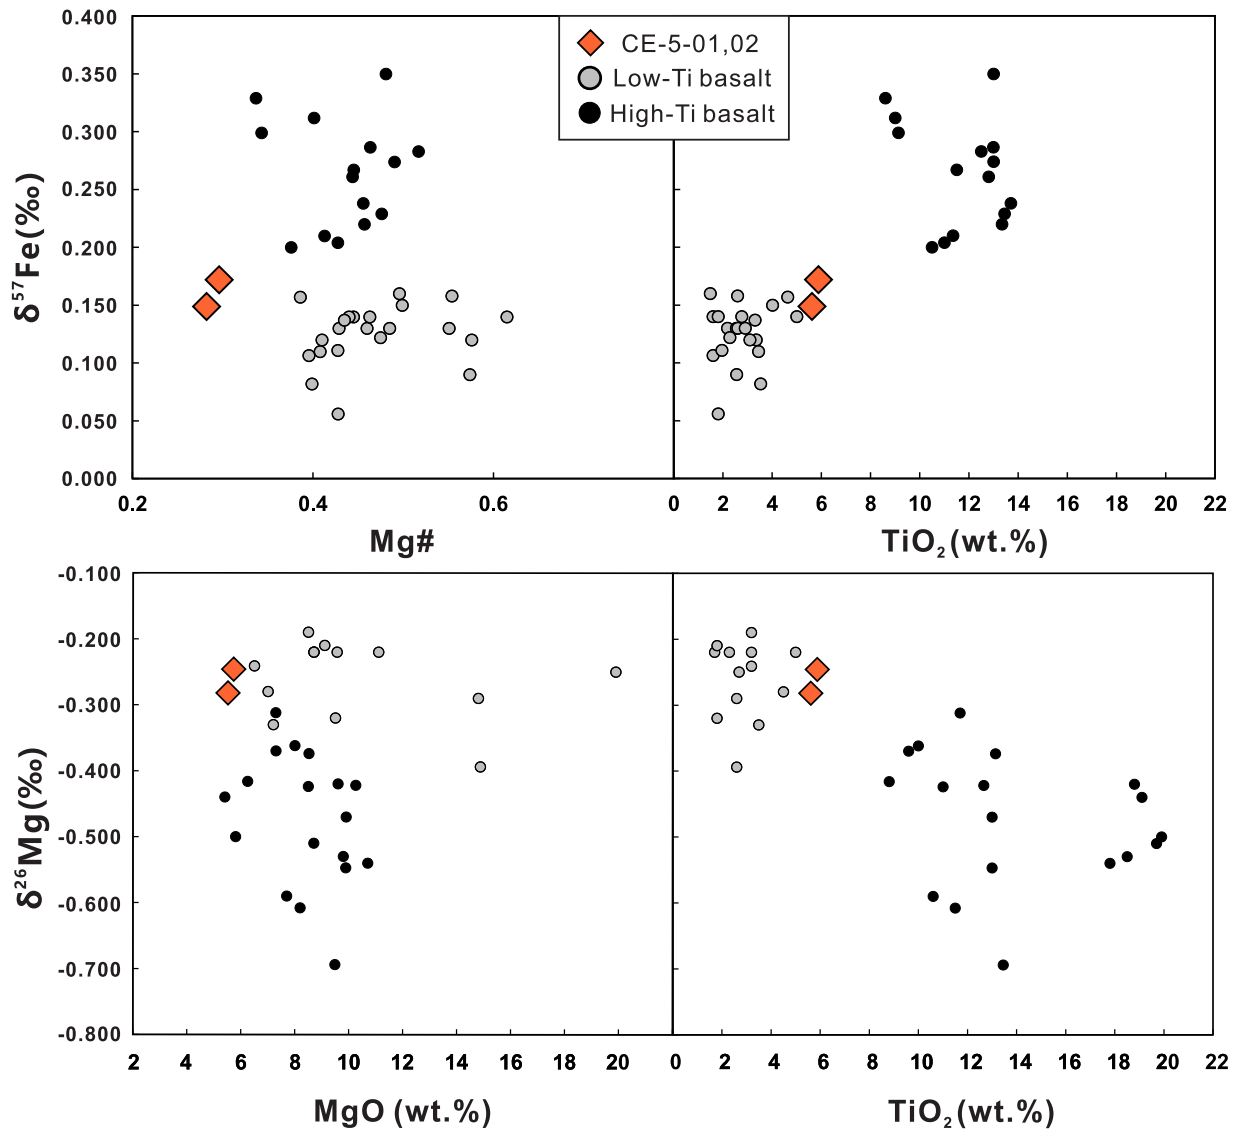 CE-5-01,02
Low-Ti basalt
High-Ti basalt
δ⁵⁷Fe(‰)
0.400
0.350
0.300
0.250
0.200
0.150
0.100
0.050
0.000
0.2 0.4 0.6
0 2 4 6 8 10 12 14 16 18 20 22
Mg#
TiO₂(wt.%)
δ²⁶Mg(‰)
-0.100
-0.200
-0.300
-0.400
-0.500
-0.600
-0.700
-0.800
2 4 6 8 10 12 14 16 18 20
0 2 4 6 8 10 12 14 16 18 20 22
MgO (wt.%)
TiO₂(wt.%)